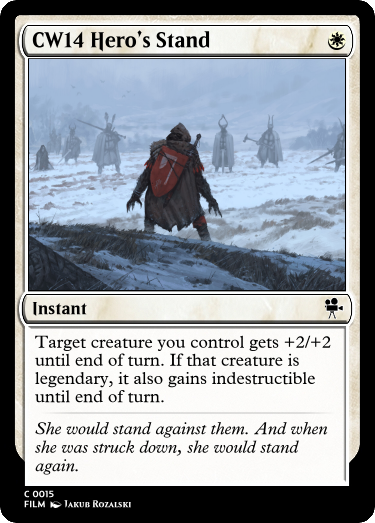 CW14 Hero's Stand
Instant
Target creature you control gets +2/+2
until end of turn. If that creature is
legendary, it also gains indestructible
until end of turn.
She would stand against them. And when
she was struck down, she would stand
again.
C 0015
FILM Jakub Rozalski